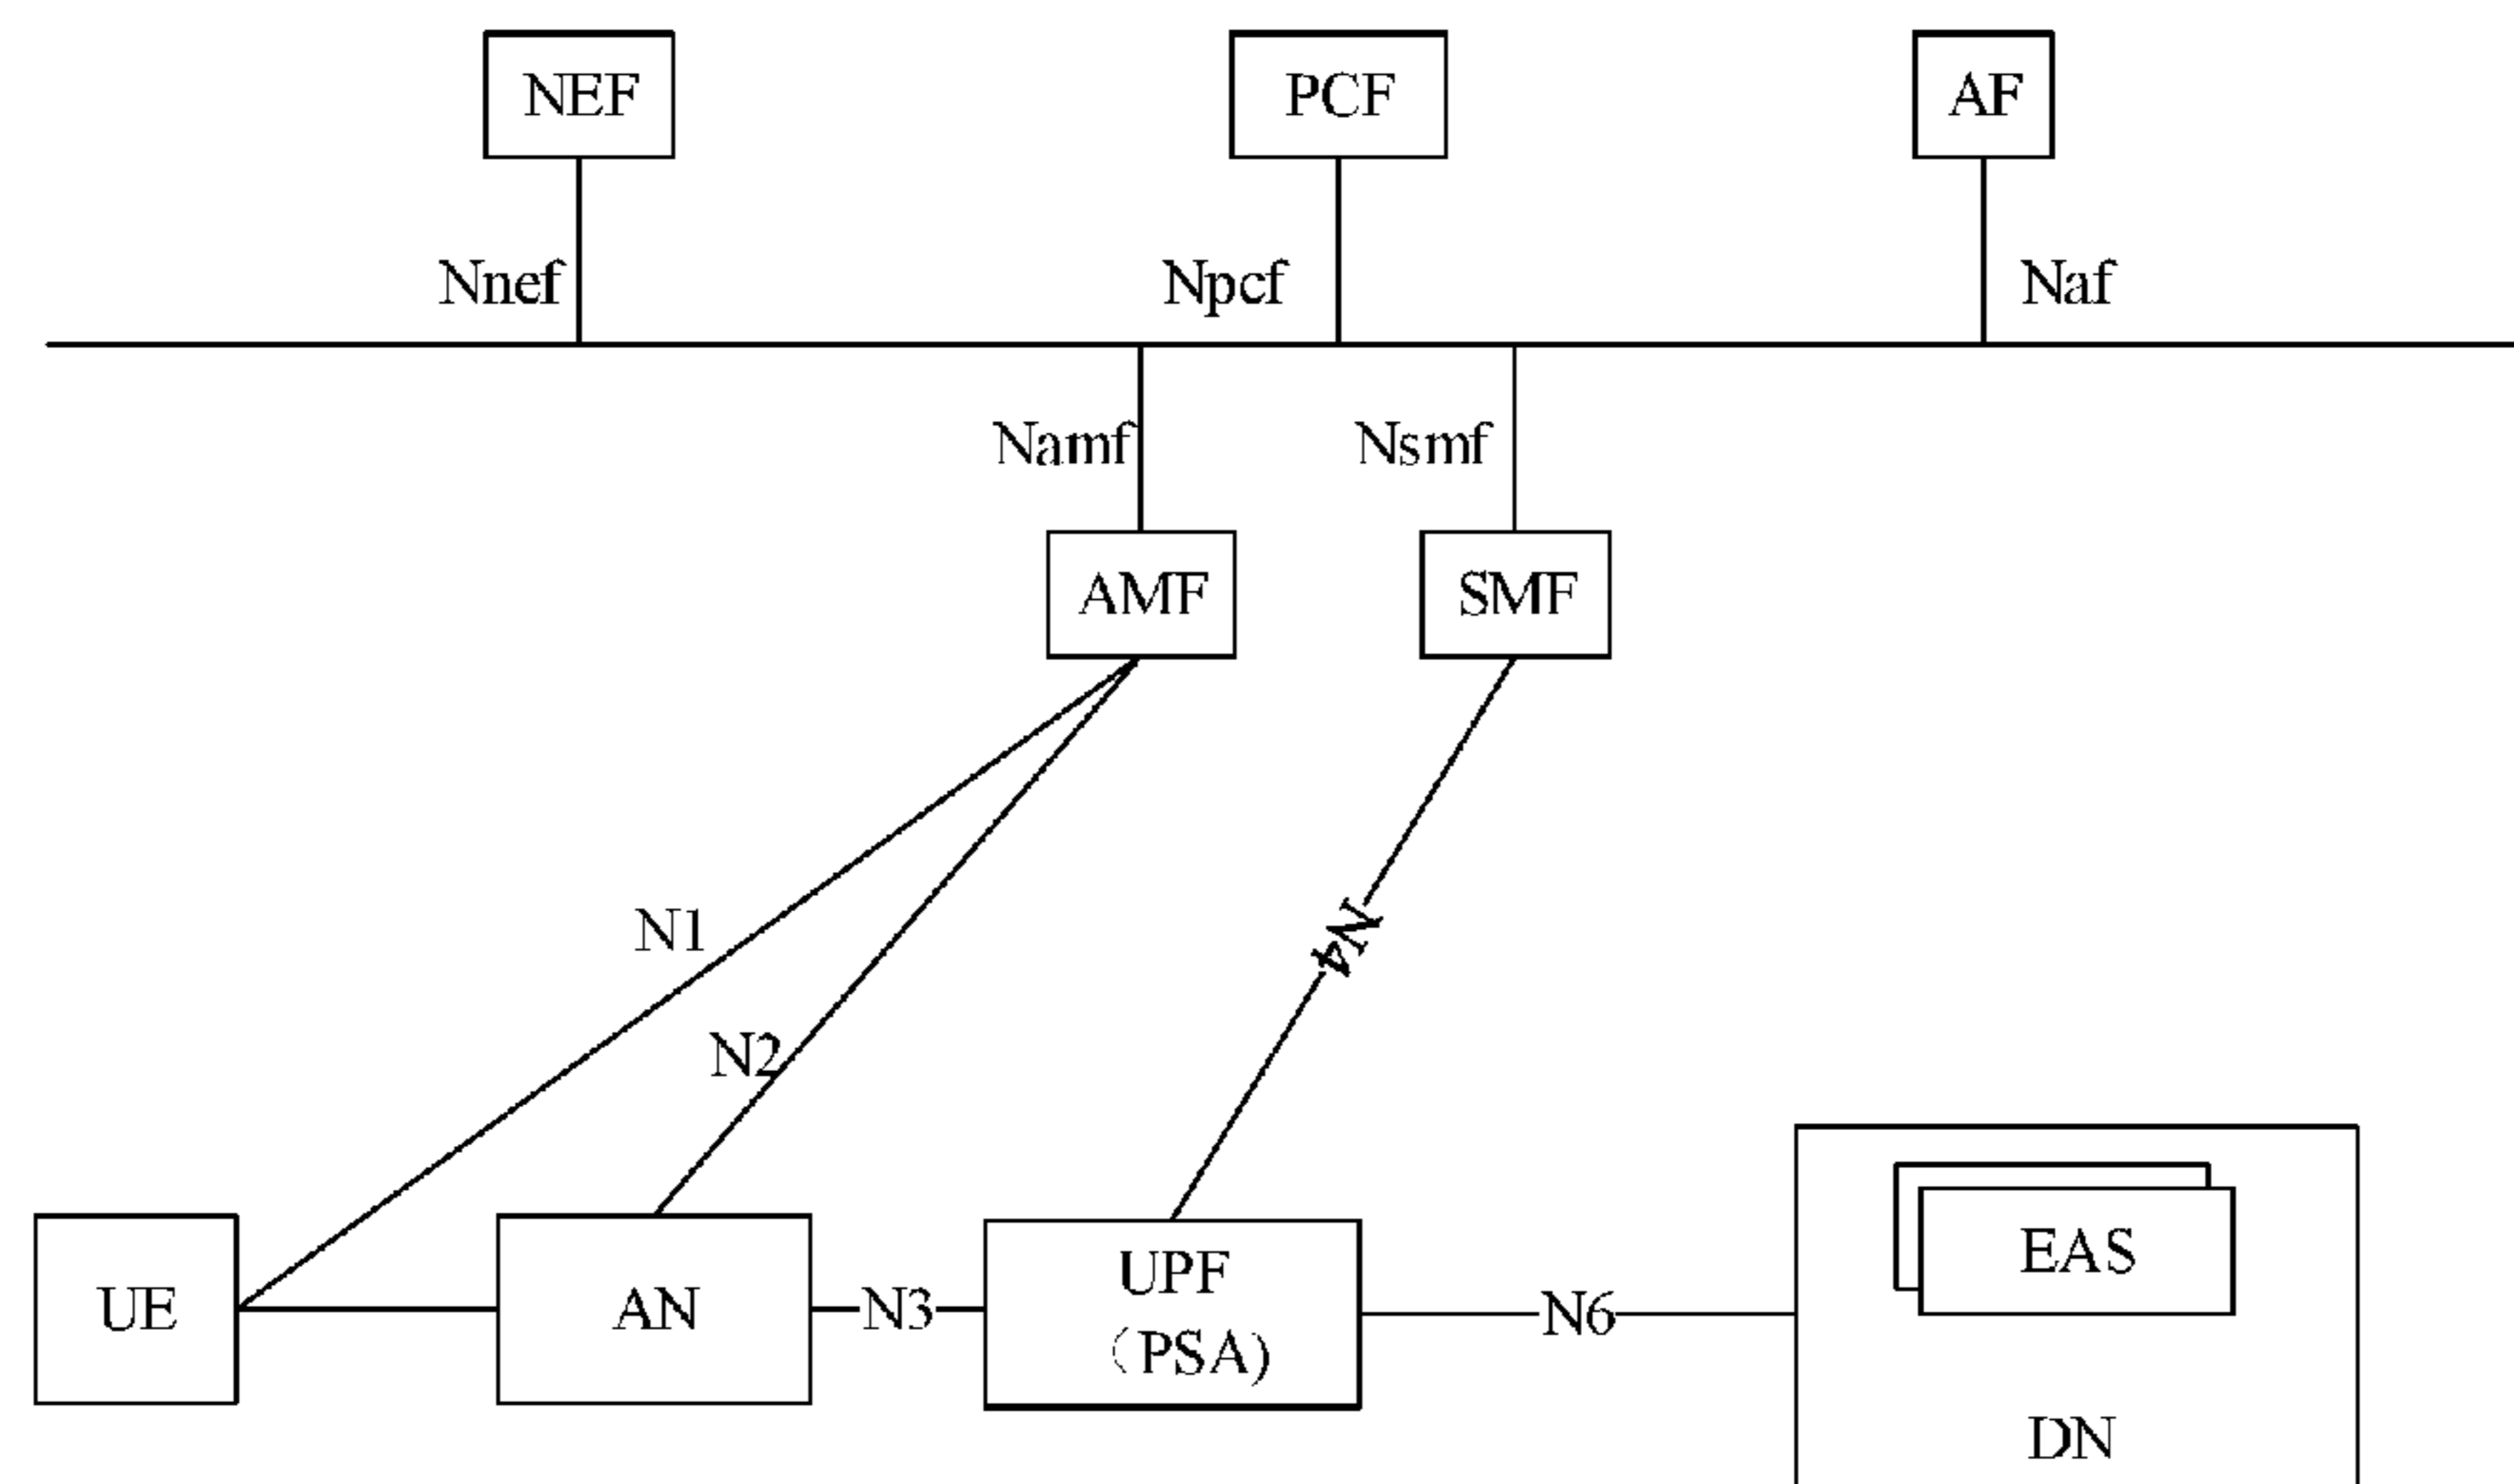 NEF
PCF
AF
Nnef
Npcf
Naf
Namf
Nsmf
AMF
SMF
N1
N4
N2
UE
AN
N3
UPF
（PSA)
N6
EAS
DN